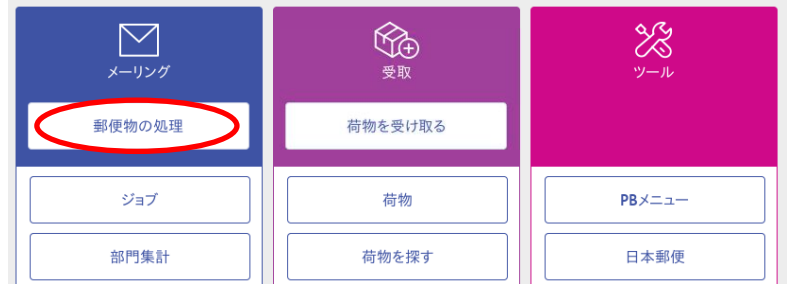 メーリング
郵便物の処理
ジョブ
部門集計
受取
荷物を受け取る
荷物
荷物を探す
ツール
PBメニュー
日本郵便